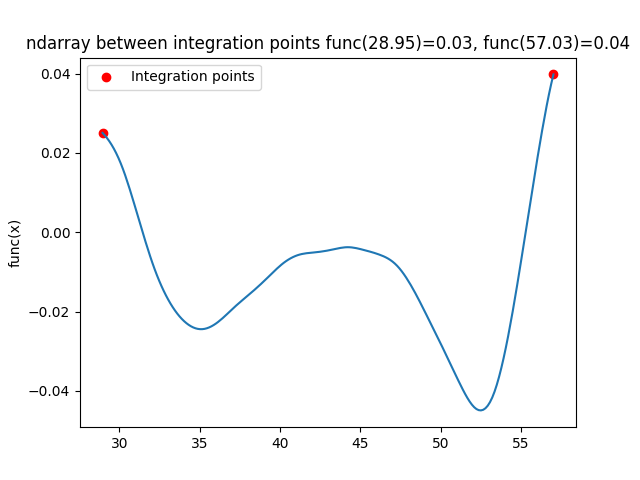 ndarray between integration points func(28.95)=0.03, func(57.03)=0.04
Integration points
func(x)
0.04
0.02
0.00
−0.02
−0.04
30 35 40 45 50 55